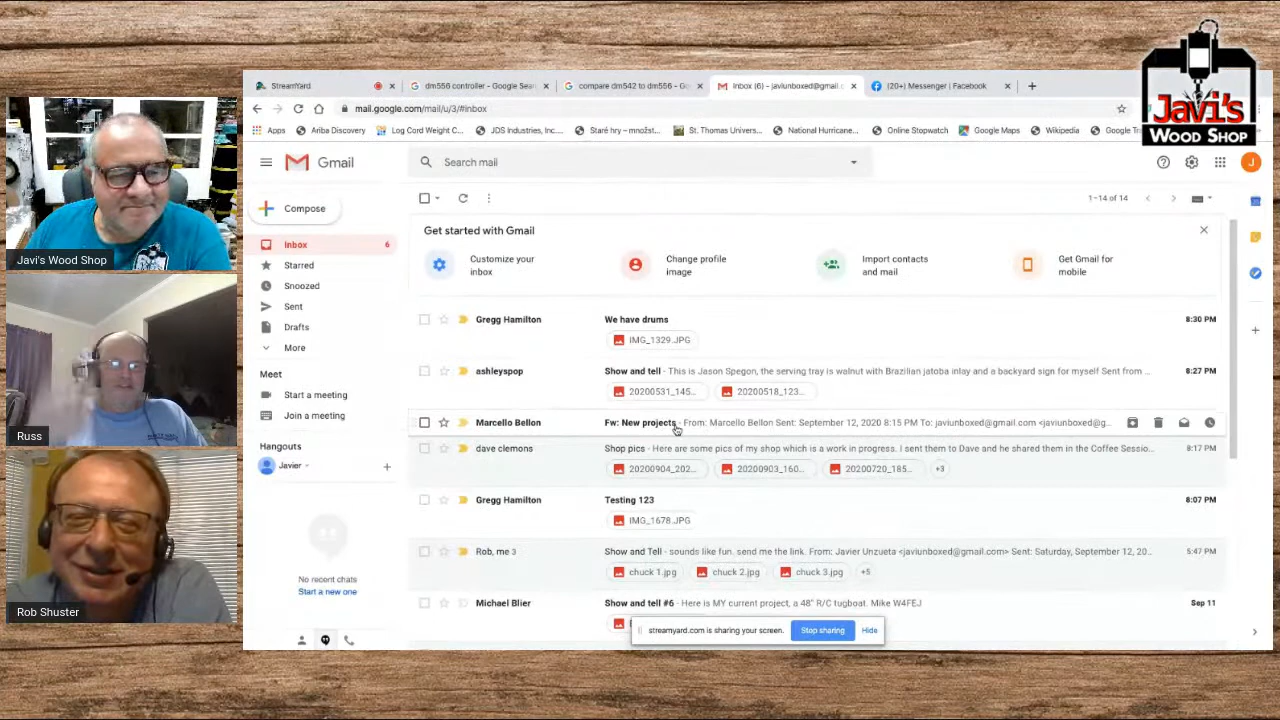 Javi's
WOOD SHOP
StreamYard
dm556 controller - Google Sea
compare dm542 to dm556 - Go
Inbox (6) - javiunboxed@gmail.c
(20+) Messenger | Facebook
mail.google.com/mail/u/3/#inbox
Apps
Ariba Discovery
Log Cord Weight C...
JDS Industries, Inc....
Staré hry – množst...
St. Thomas Univers...
National Hurricane...
Online Stopwatch
Google Maps
Wikipedia
Google Tra
Gmail
Search mail
J
Compose
1–14 of 14
Get started with Gmail
Inbox 6
Starred
Snoozed
Sent
Drafts
More
Customize your
inbox
Change profile
image
Import contacts
and mail
Get Gmail for
mobile
Javi's Wood Shop
Gregg Hamilton We have drums 8:30 PM
IMG_1329.JPG
ashleyspop Show and tell - This is Jason Spegon, the serving tray is walnut with Brazilian jatoba inlay and a backyard sign for myself Sent from ... 8:27 PM
20200531_145... 20200518_123...
Meet
Start a meeting
Join a meeting
Marcello Bellon Fw: New projects - From: Marcello Bellon Sent: September 12, 2020 8:15 PM To: javiunboxed@gmail.com <javiunboxed@g...
Russ
dave clemons Shop pics - Here are some pics of my shop which is a work in progress. I sent them to Dave and he shared them in the Coffee Sessio... 8:17 PM
20200904_202... 20200903_160... 20200720_185... +3
Hangouts
Javier
Gregg Hamilton Testing 123 8:07 PM
IMG_1678.JPG
Rob, me 3 Show and Tell - sounds like fun. send me the link. From: Javier Unzueta <javiunboxed@gmail.com> Sent: Saturday, September 12, 20... 5:47 PM
chuck 1.jpg chuck 2.jpg chuck 3.jpg +5
No recent chats
Start a new one
Michael Blier Show and tell #6 - Here is MY current project, a 48" R/C tugboat. Mike W4FEJ Sep 11
Rob Shuster
streamyard.com is sharing your screen. Stop sharing Hide